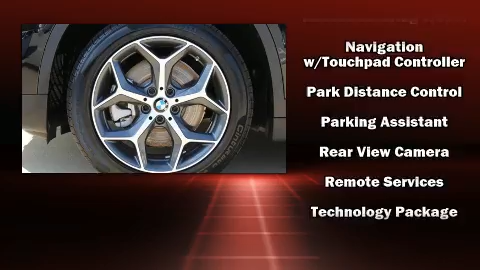 Navigation
w/Touchpad Controller
Park Distance Control
Parking Assistant
Rear View Camera
Remote Services
Technology Package